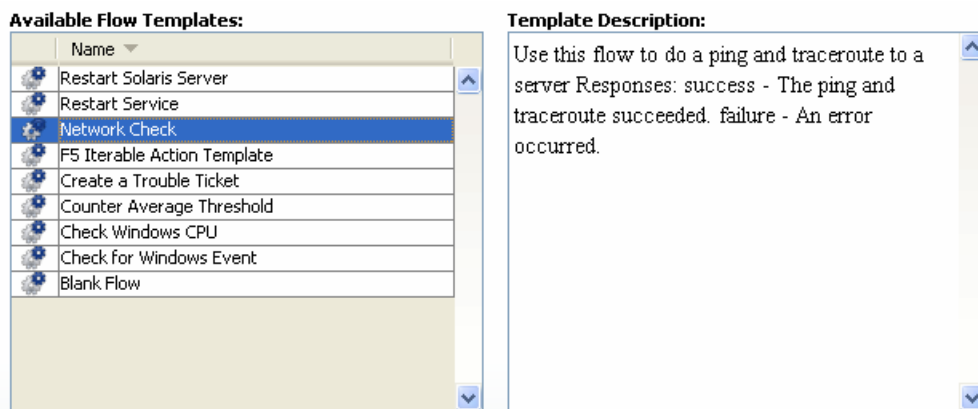 Available Flow Templates:
Name
Restart Solaris Server
Restart Service
Network Check
F5 Iterable Action Template
Create a Trouble Ticket
Counter Average Threshold
Check Windows CPU
Check for Windows Event
Blank Flow
Template Description:
Use this flow to do a ping and traceroute to a
server Responses: success - The ping and
traceroute succeeded. failure - An error
occurred.